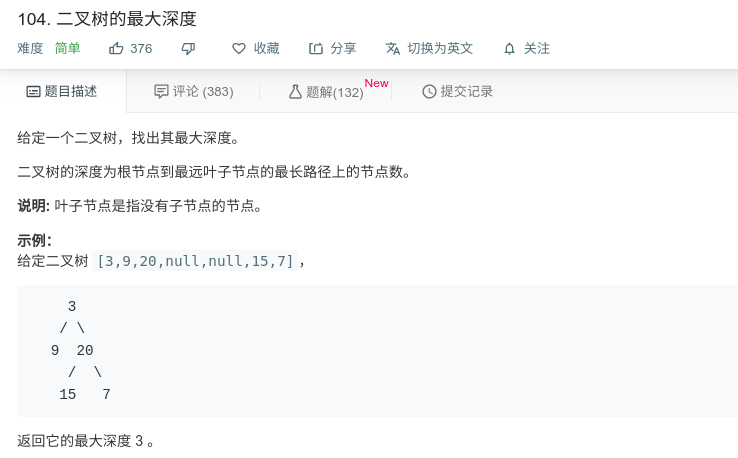 104. 二叉树的最大深度
难度 简单 376 收藏 分享 切换为英文 关注
题目描述 评论 (383) 题解(132) New 提交记录
给定一个二叉树，找出其最大深度。
二叉树的深度为根节点到最远叶子节点的最长路径上的节点数。
说明: 叶子节点是指没有子节点的节点。
示例：
给定二叉树 [3,9,20,null,null,15,7]，
3
/ \
9 20
/ \
15 7
返回它的最大深度 3 。